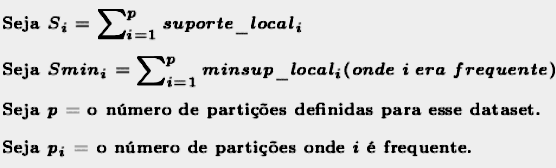 Seja S_i = ∑_{i=1}^{p} suporte_local_i
Seja Smin_i = ∑_{i=1}^{p} minsup_local_i(onde i era frequente)
Seja p = o número de partições definidas para esse dataset.
Seja p_i = o número de partições onde i é frequente.